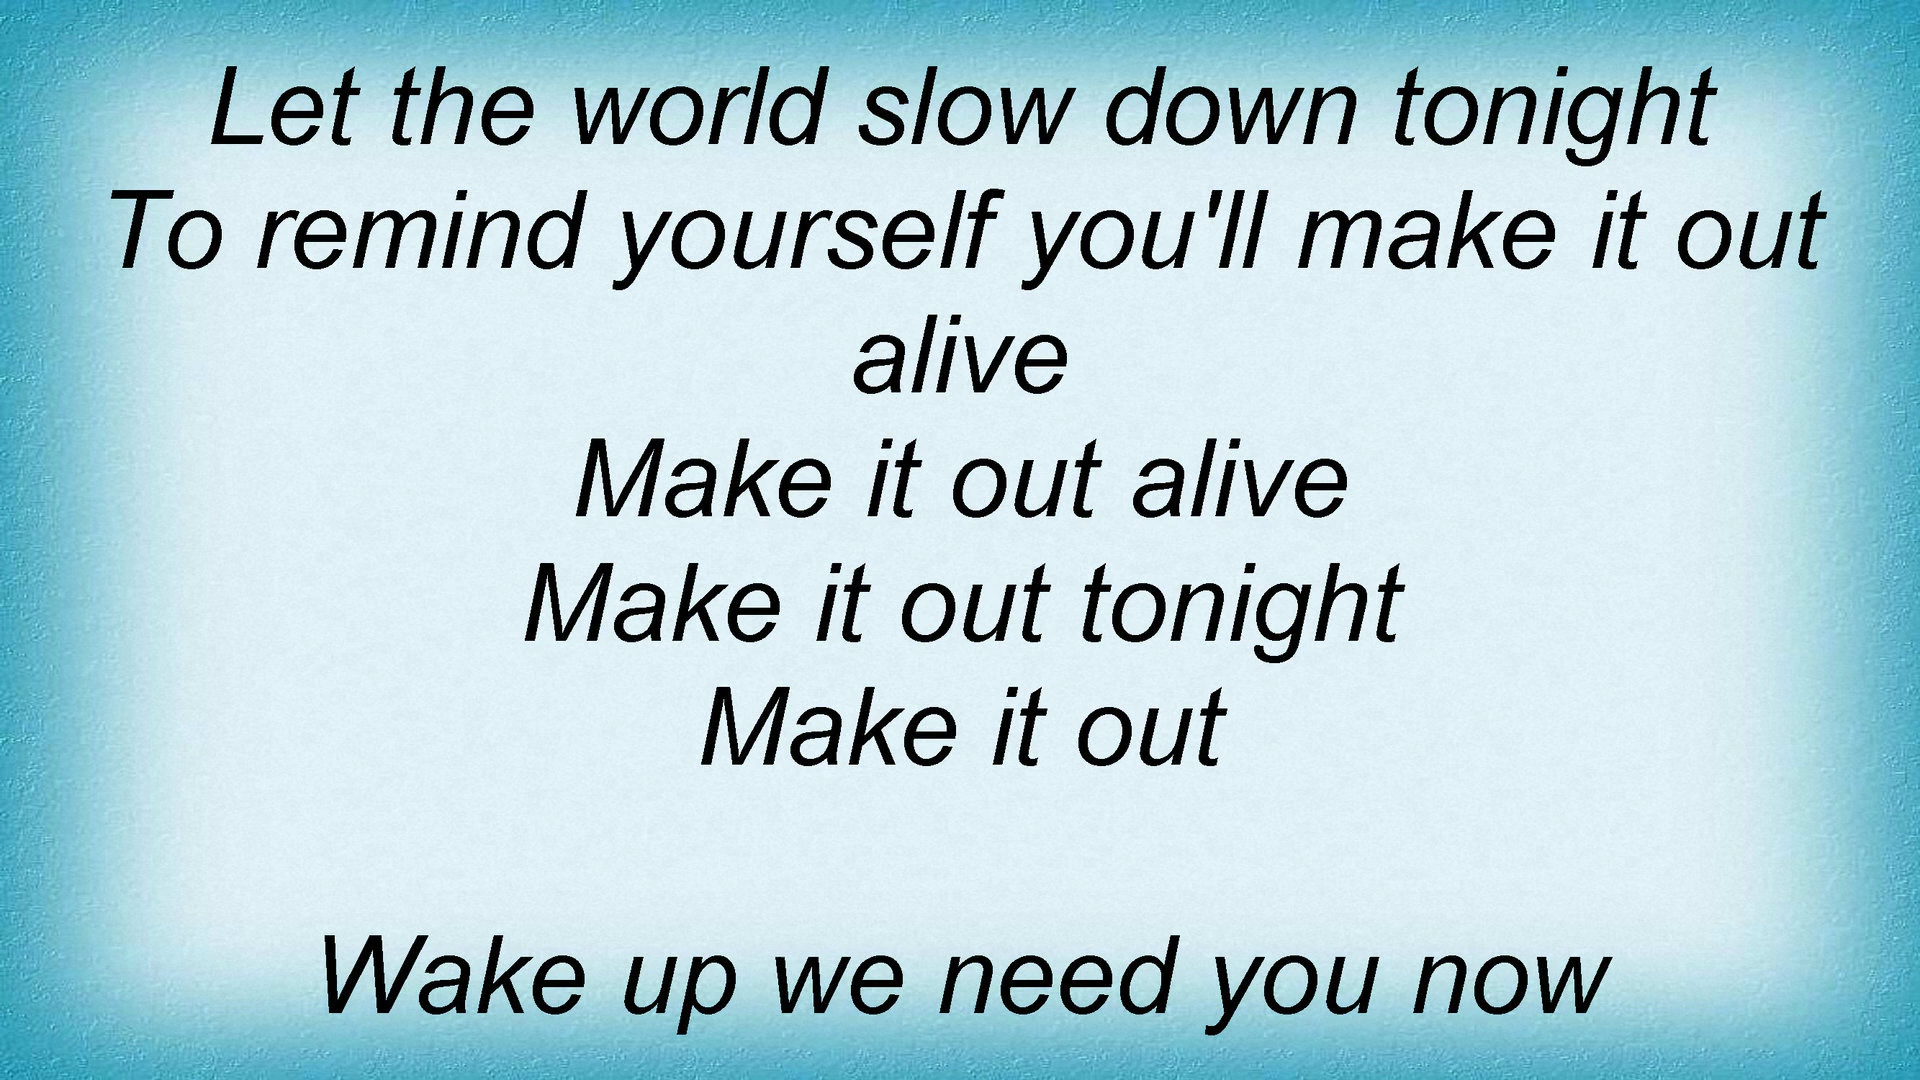 Let the world slow down tonight
To remind yourself you'll make it out
alive
Make it out alive
Make it out tonight
Make it out
Wake up we need you now